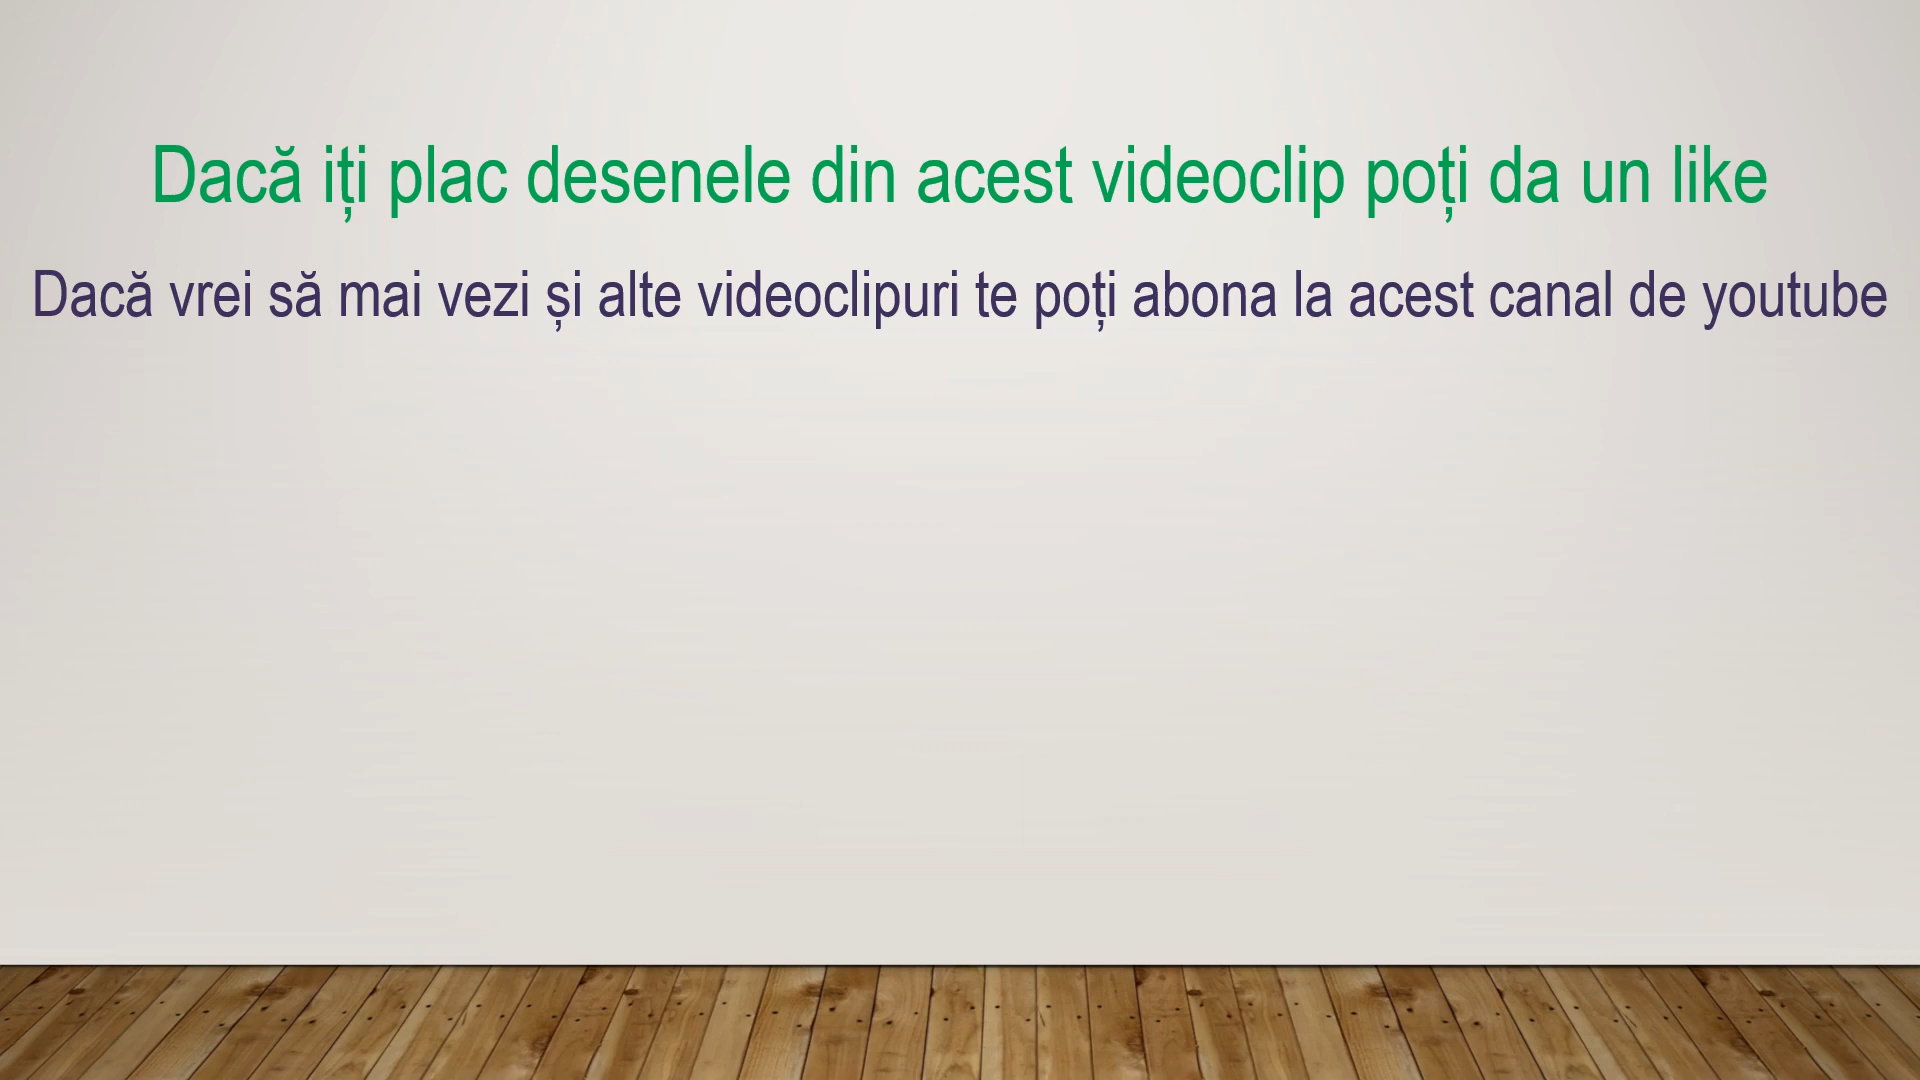 Dacă iți plac desenele din acest videoclip poți da un like
Dacă vrei să mai vezi și alte videoclipuri te poți abona la acest canal de youtube